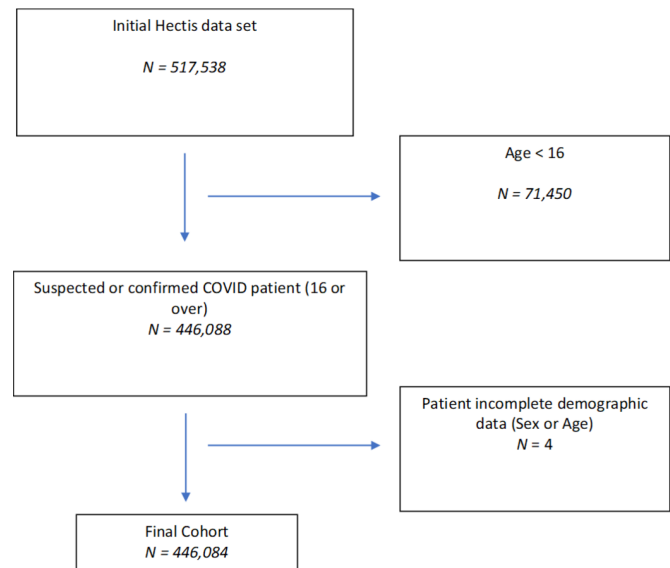 Initial Hectis data set
N = 517,538
Age < 16
N = 71,450
Suspected or confirmed COVID patient (16 or
over)
N = 446,088
Patient incomplete demographic
data (Sex or Age)
N = 4
Final Cohort
N = 446,084